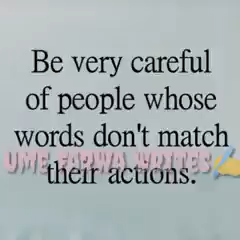 Be very careful
of people whose
words don't match
UME FARWA WRITES✍️
their actions.